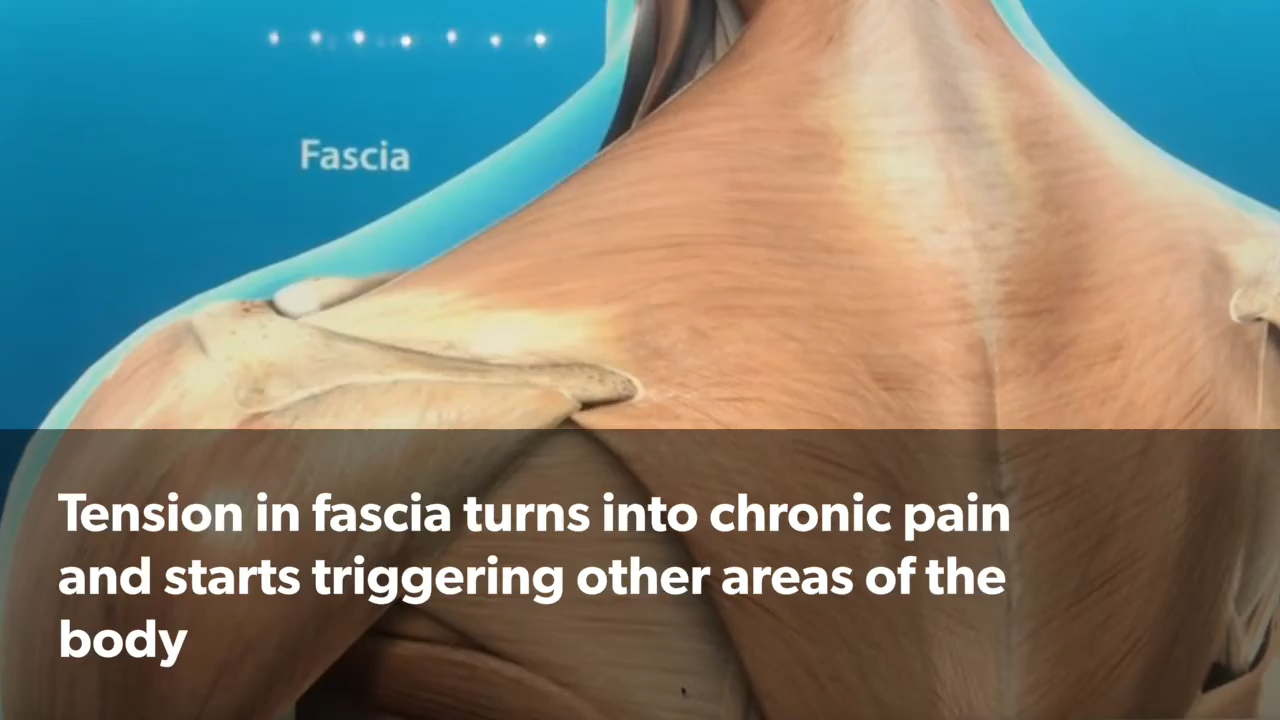 Fascia
Tension in fascia turns into chronic pain
and starts triggering other areas of the
body